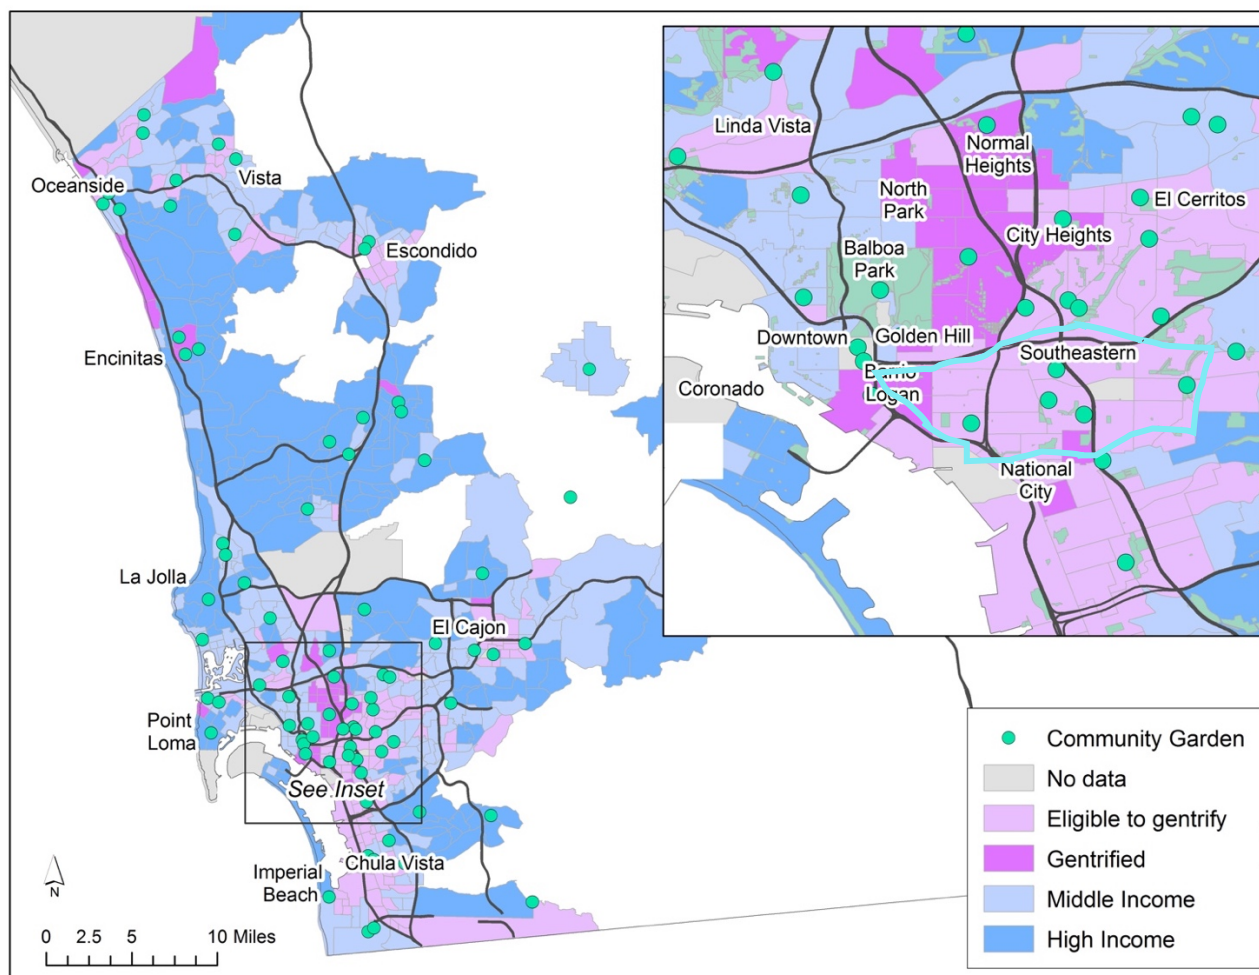 Oceanside
Vista
Escondido
Encinitas
La Jolla
El Cajon
Point
Loma
See Inset
Imperial
Beach
Chula Vista
N
0 2.5 5 10 Miles
Linda Vista
Normal
Heights
North
Park
El Cerritos
City Heights
Balboa
Park
Downtown
Golden Hill
Southeastern
Barrio
Logan
Coronado
National
City
Community Garden
No data
Eligible to gentrify
Gentrified
Middle Income
High Income